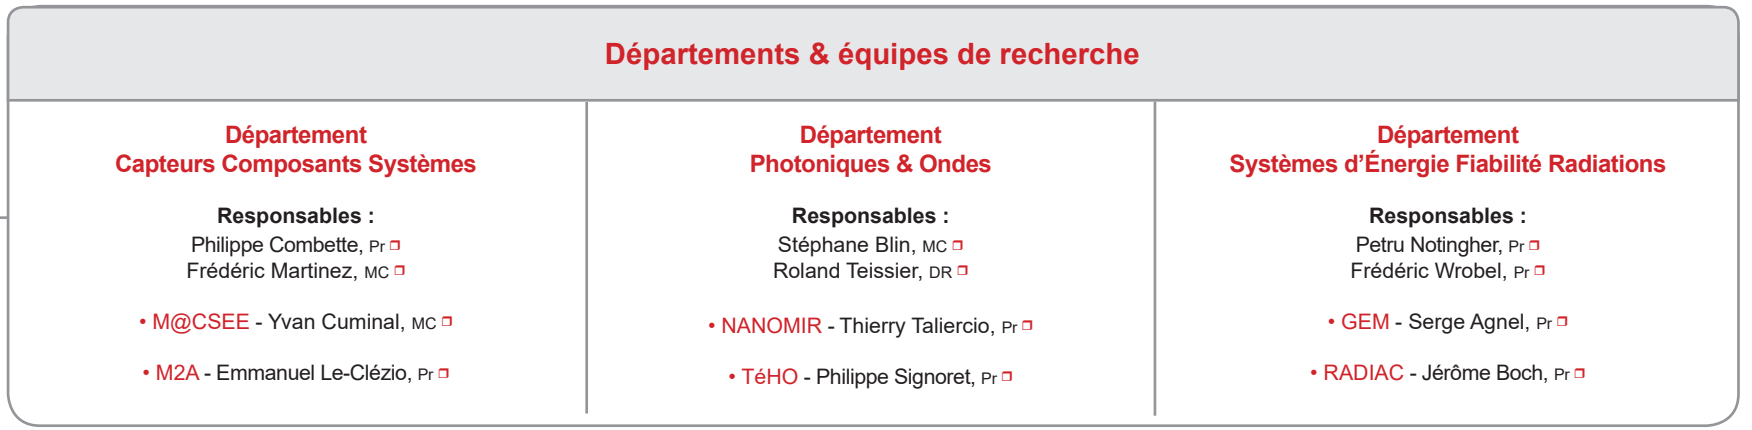 Départements & équipes de recherche
Département
Capteurs Composants Systèmes
Responsables :
Philippe Combette, Pr ❒
Frédéric Martinez, MC ❒
• M@CSEE - Yvan Cuminal, MC ❒
• M2A - Emmanuel Le-Clézio, Pr ❒
Département
Photoniques & Ondes
Responsables :
Stéphane Blin, MC ❒
Roland Teissier, DR ❒
• NANOMIR - Thierry Taliercio, Pr ❒
• TéHO - Philippe Signoret, Pr ❒
Département
Systèmes d’Énergie Fiabilité Radiations
Responsables :
Petru Notingher, Pr ❒
Frédéric Wrobel, Pr ❒
• GEM - Serge Agnel, Pr ❒
• RADIAC - Jérôme Boch, Pr ❒